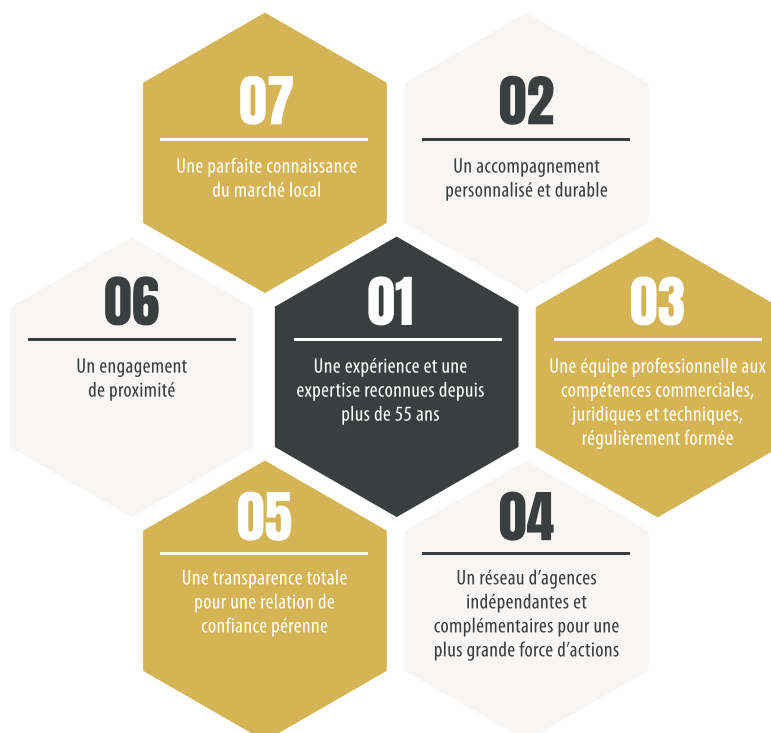 07
Une parfaite connaissance
du marché local
02
Un accompagnement
personnalisé et durable
06
Un engagement
de proximité
01
Une expérience et une
expertise reconnues depuis
plus de 55 ans
03
Une équipe professionnelle aux
compétences commerciales,
juridiques et techniques,
régulièrement formée
05
Une transparence totale
pour une relation de
confiance pérenne
04
Un réseau d’agences
indépendantes et
complémentaires pour une
plus grande force d’actions